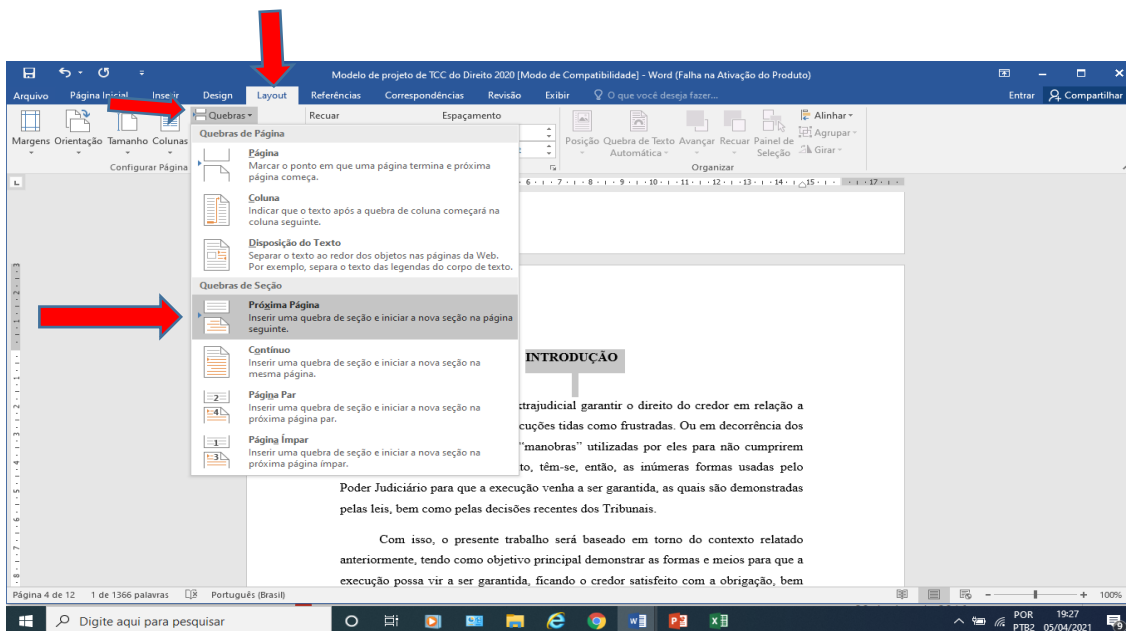 Modelo de projeto de TCC do Direito 2020 [Modo de Compatibilidade] - Word (Falha na Ativação do Produto)
Arquivo Página Inicial Inserir Design Layout Referências Correspondências Revisão Exibir O que você deseja fazer... Entrar Compartilhar
Quebras Recuar Espaçamento Alinhar
Agrupar
Margens Orientação Tamanho Colunas Posição Quebra de Texto Avançar Recuar Painel de Girar
Automática Seleção
Configurar Página Organizar
Quebras de Página
Página
Marcar o ponto em que uma página termina e próxima
página começa.
Coluna
Indicar que o texto após a quebra de coluna começará na
coluna seguinte.
Disposição do Texto
Separar o texto ao redor dos objetos nas páginas da Web.
Por exemplo, separa o texto das legendas do corpo de texto.
Quebras de Seção
Próxima Página
Inserir uma quebra de seção e iniciar a nova seção na página
seguinte.
Contínuo
Inserir uma quebra de seção e iniciar a nova seção na
mesma página.
Página Par
Inserir uma quebra de seção e iniciar a nova seção na
próxima página par.
Página Ímpar
Inserir uma quebra de seção e iniciar a nova seção na
próxima página ímpar.
6 7 8 9 10 11 12 13 14 15 17
INTRODUÇÃO
garantir o direito do credor em relação a
tidas como frustradas. Ou em decorrência dos
“manobras” utilizadas por eles para não cumprirem
têm-se, então, as inúmeras formas usadas pelo
Poder Judiciário para que a execução venha a ser garantida, as quais são demonstradas
pelas leis, bem como pelas decisões recentes dos Tribunais.
Com isso, o presente trabalho será baseado em torno do contexto relatado
anteriormente, tendo como objetivo principal demonstrar as formas e meios para que a
execução possa vir a ser garantida, ficando o credor satisfeito com a obrigação, bem
Página 4 de 12 1 de 1366 palavras Português (Brasil) 100%
Digite aqui para pesquisar POR 19:27
PTB2 05/04/2021